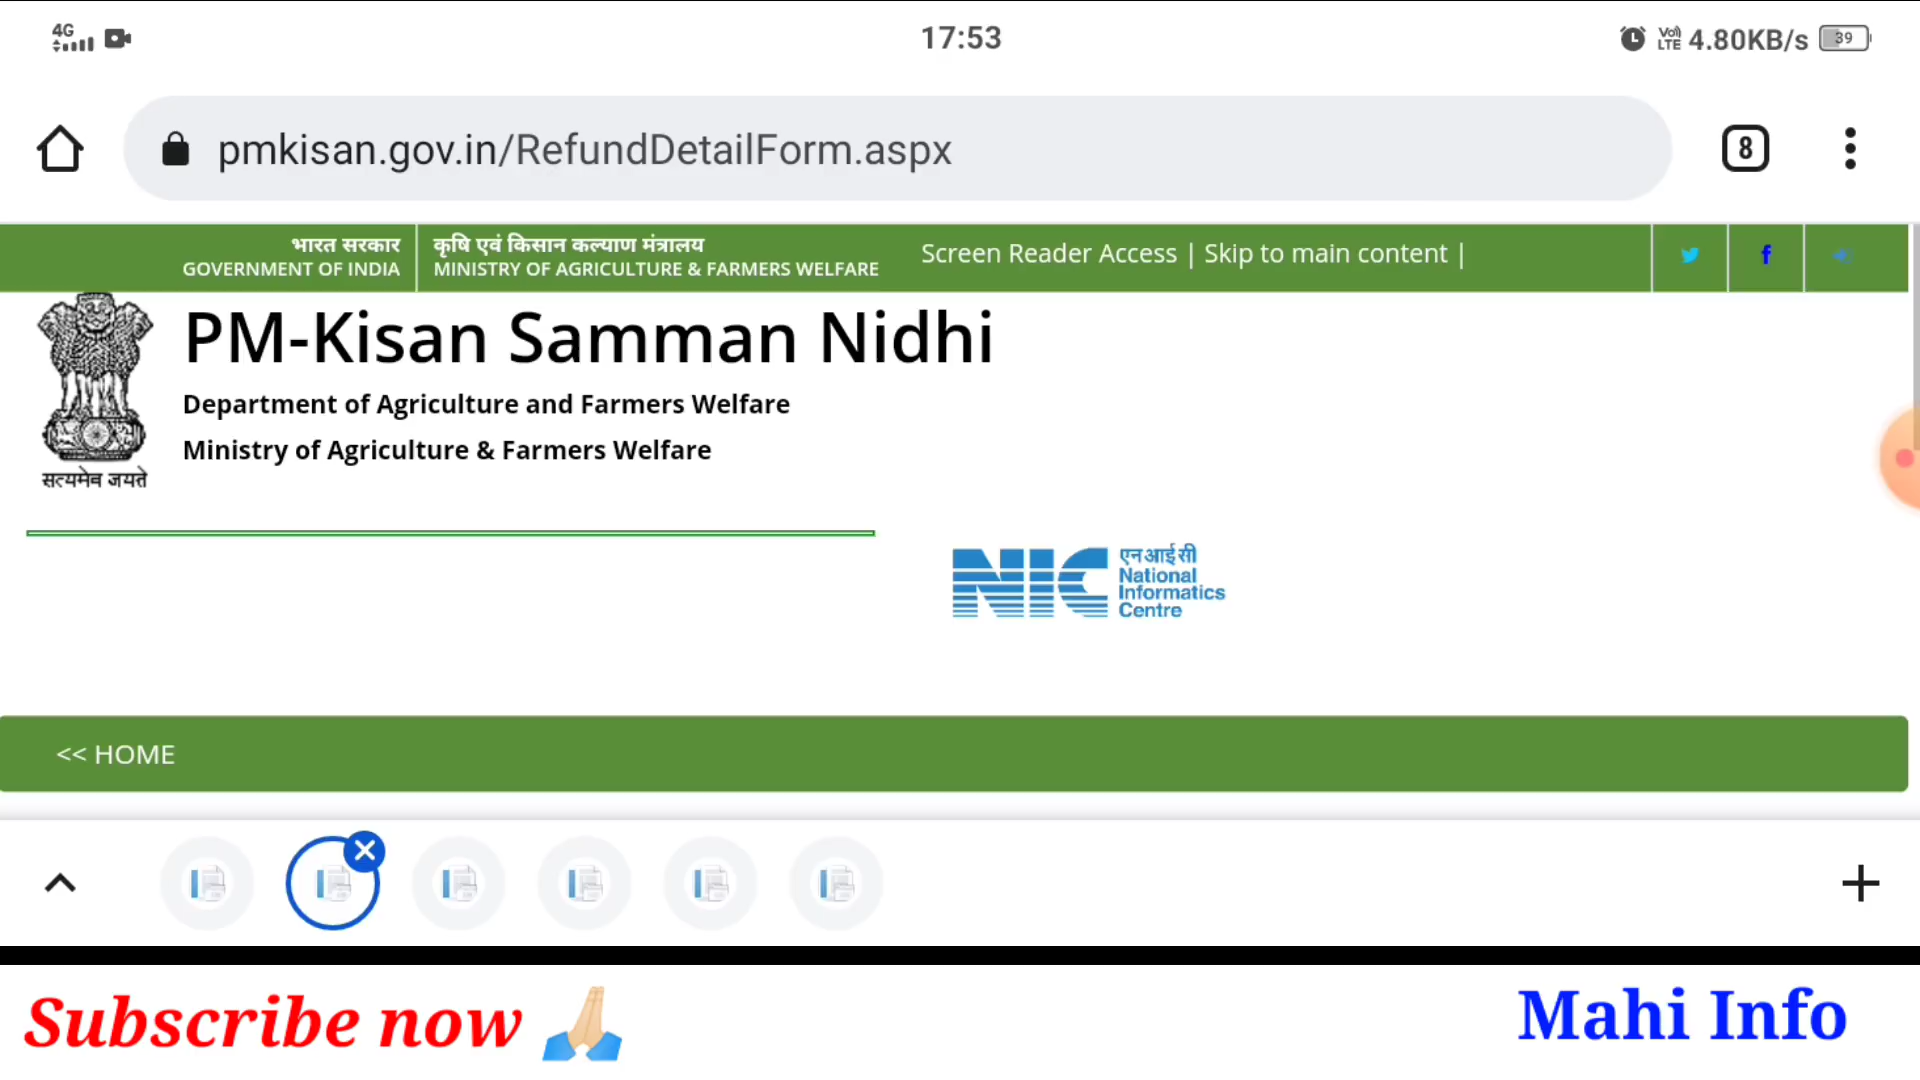 4G
17:53
Vo)) LTE 4.80KB/s 39
pmkisan.gov.in/RefundDetailForm.aspx
8
भारत सरकार
GOVERNMENT OF INDIA
कृषि एवं किसान कल्याण मंत्रालय
MINISTRY OF AGRICULTURE & FARMERS WELFARE
Screen Reader Access | Skip to main content |
PM-Kisan Samman Nidhi
Department of Agriculture and Farmers Welfare
Ministry of Agriculture & Farmers Welfare
सत्यमेव जयते
NIC
एनआईसी
National
Informatics
Centre
<< HOME
Subscribe now 🙏🏻
Mahi Info